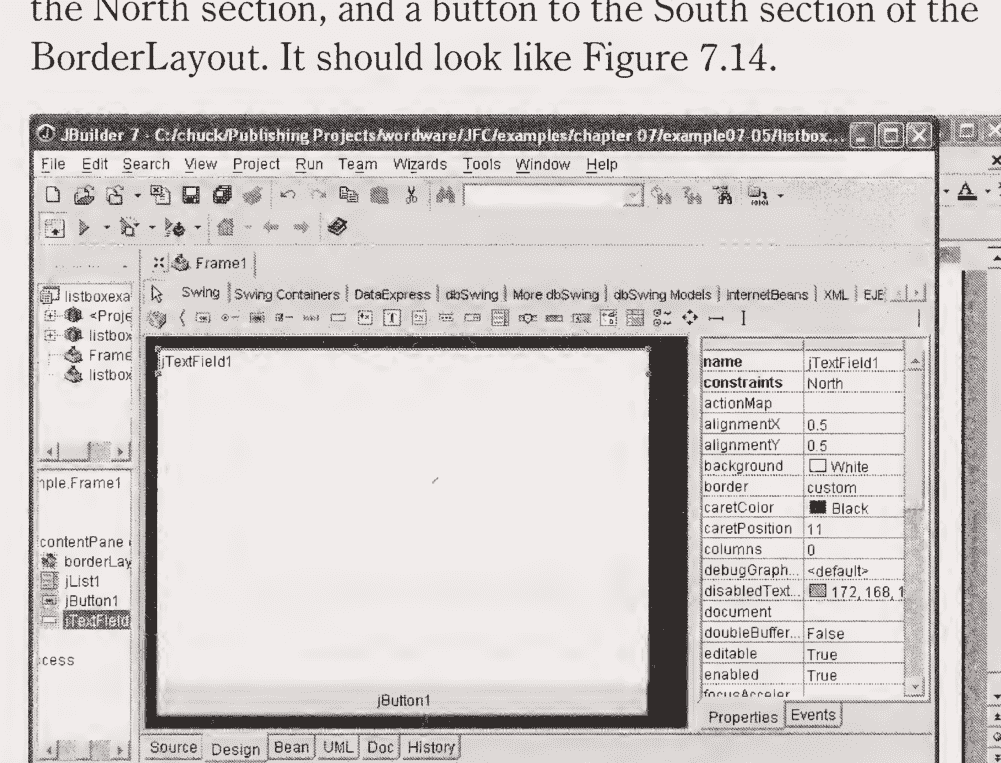 the North section, and a button to the South section of the
BorderLayout. It should look like Figure 7.14.
JBuilder 7 - C:/chuck/Publishing Projects/wordware/JFC/examples/chapter 07/example07-05/listbox...
File Edit Search View Project Run Team Wizards Tools Window Help
Frame1
Swing Swing Containers DataExpress dbSwing More dbSwing dbSwing Models InternetBeans XML EJB
listboxexa
<Proje
listbox
Frame
listbox
nple.Frame1
contentPane
borderLay
jList1
jButton1
jTextField
cess
jTextField1
jButton1
name jTextField1
constraints North
actionMap
alignmentX 0.5
alignmentY 0.5
background White
border custom
caretColor Black
caretPosition 11
columns 0
debugGraph... <default>
disabledText... 172, 168, 1
document
doubleBuffer... False
editable True
enabled True
focusAcceler
Properties Events
Source Design Bean UML Doc History